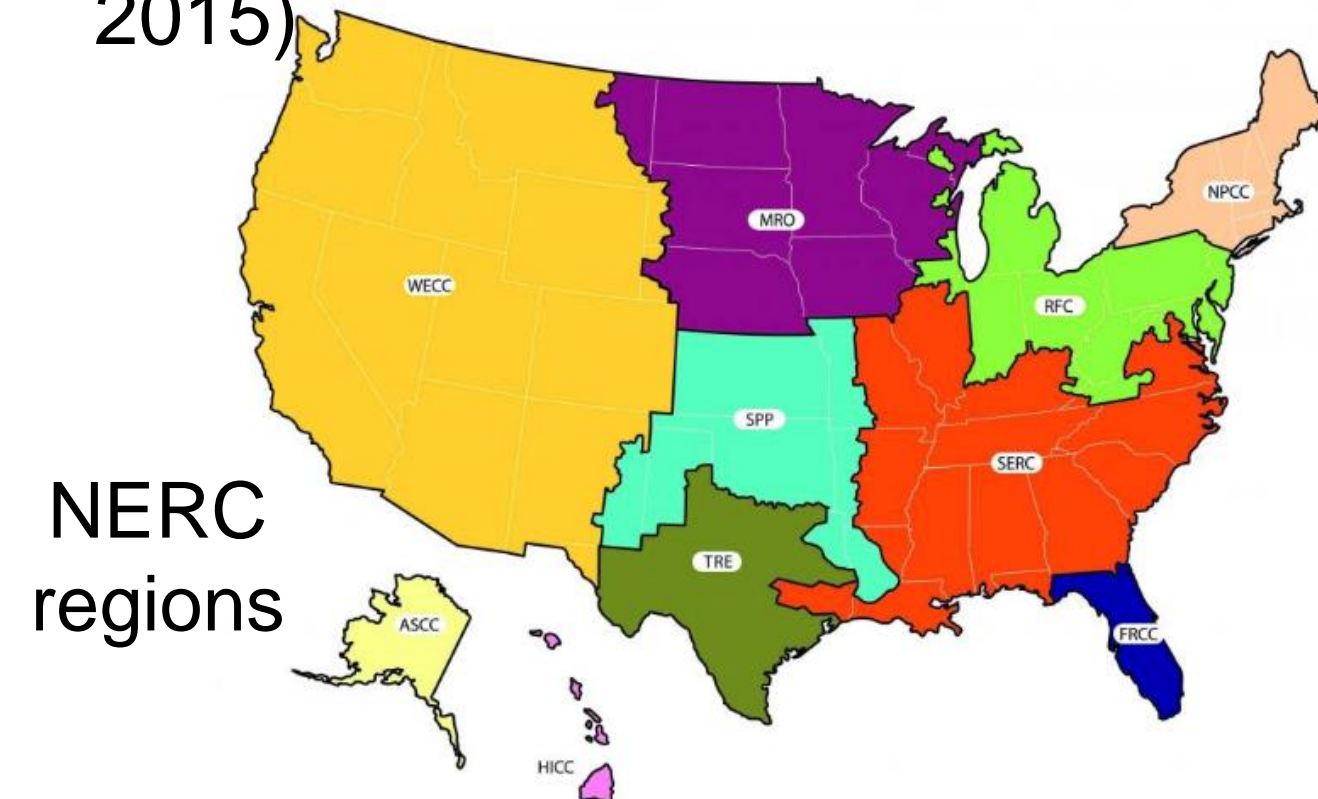 2015)
NPCC
MRO
WECC
RFC
SPP
SERC
NERC
regions
TRE
ASCC
FRCC
HICC